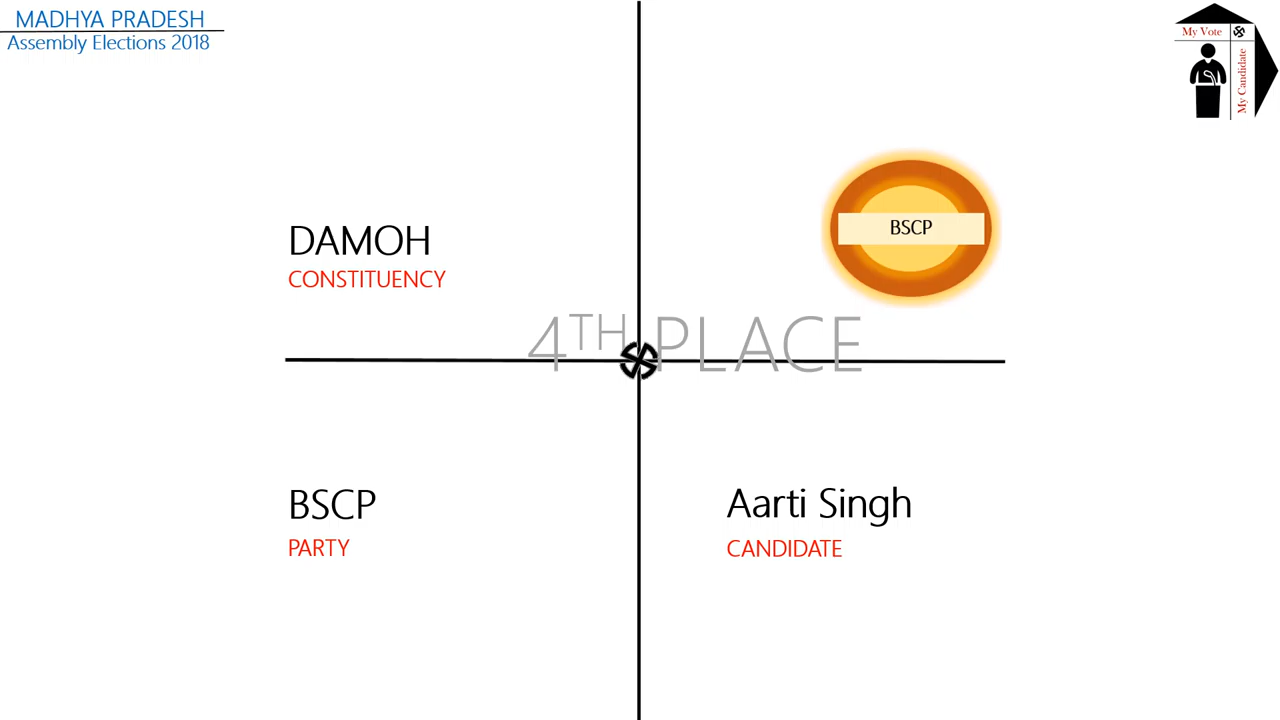 MADHYA PRADESH
Assembly Elections 2018
My Vote
My Candidate
BSCP
DAMOH
CONSTITUENCY
4TH PLACE
BSCP
PARTY
Aarti Singh
CANDIDATE